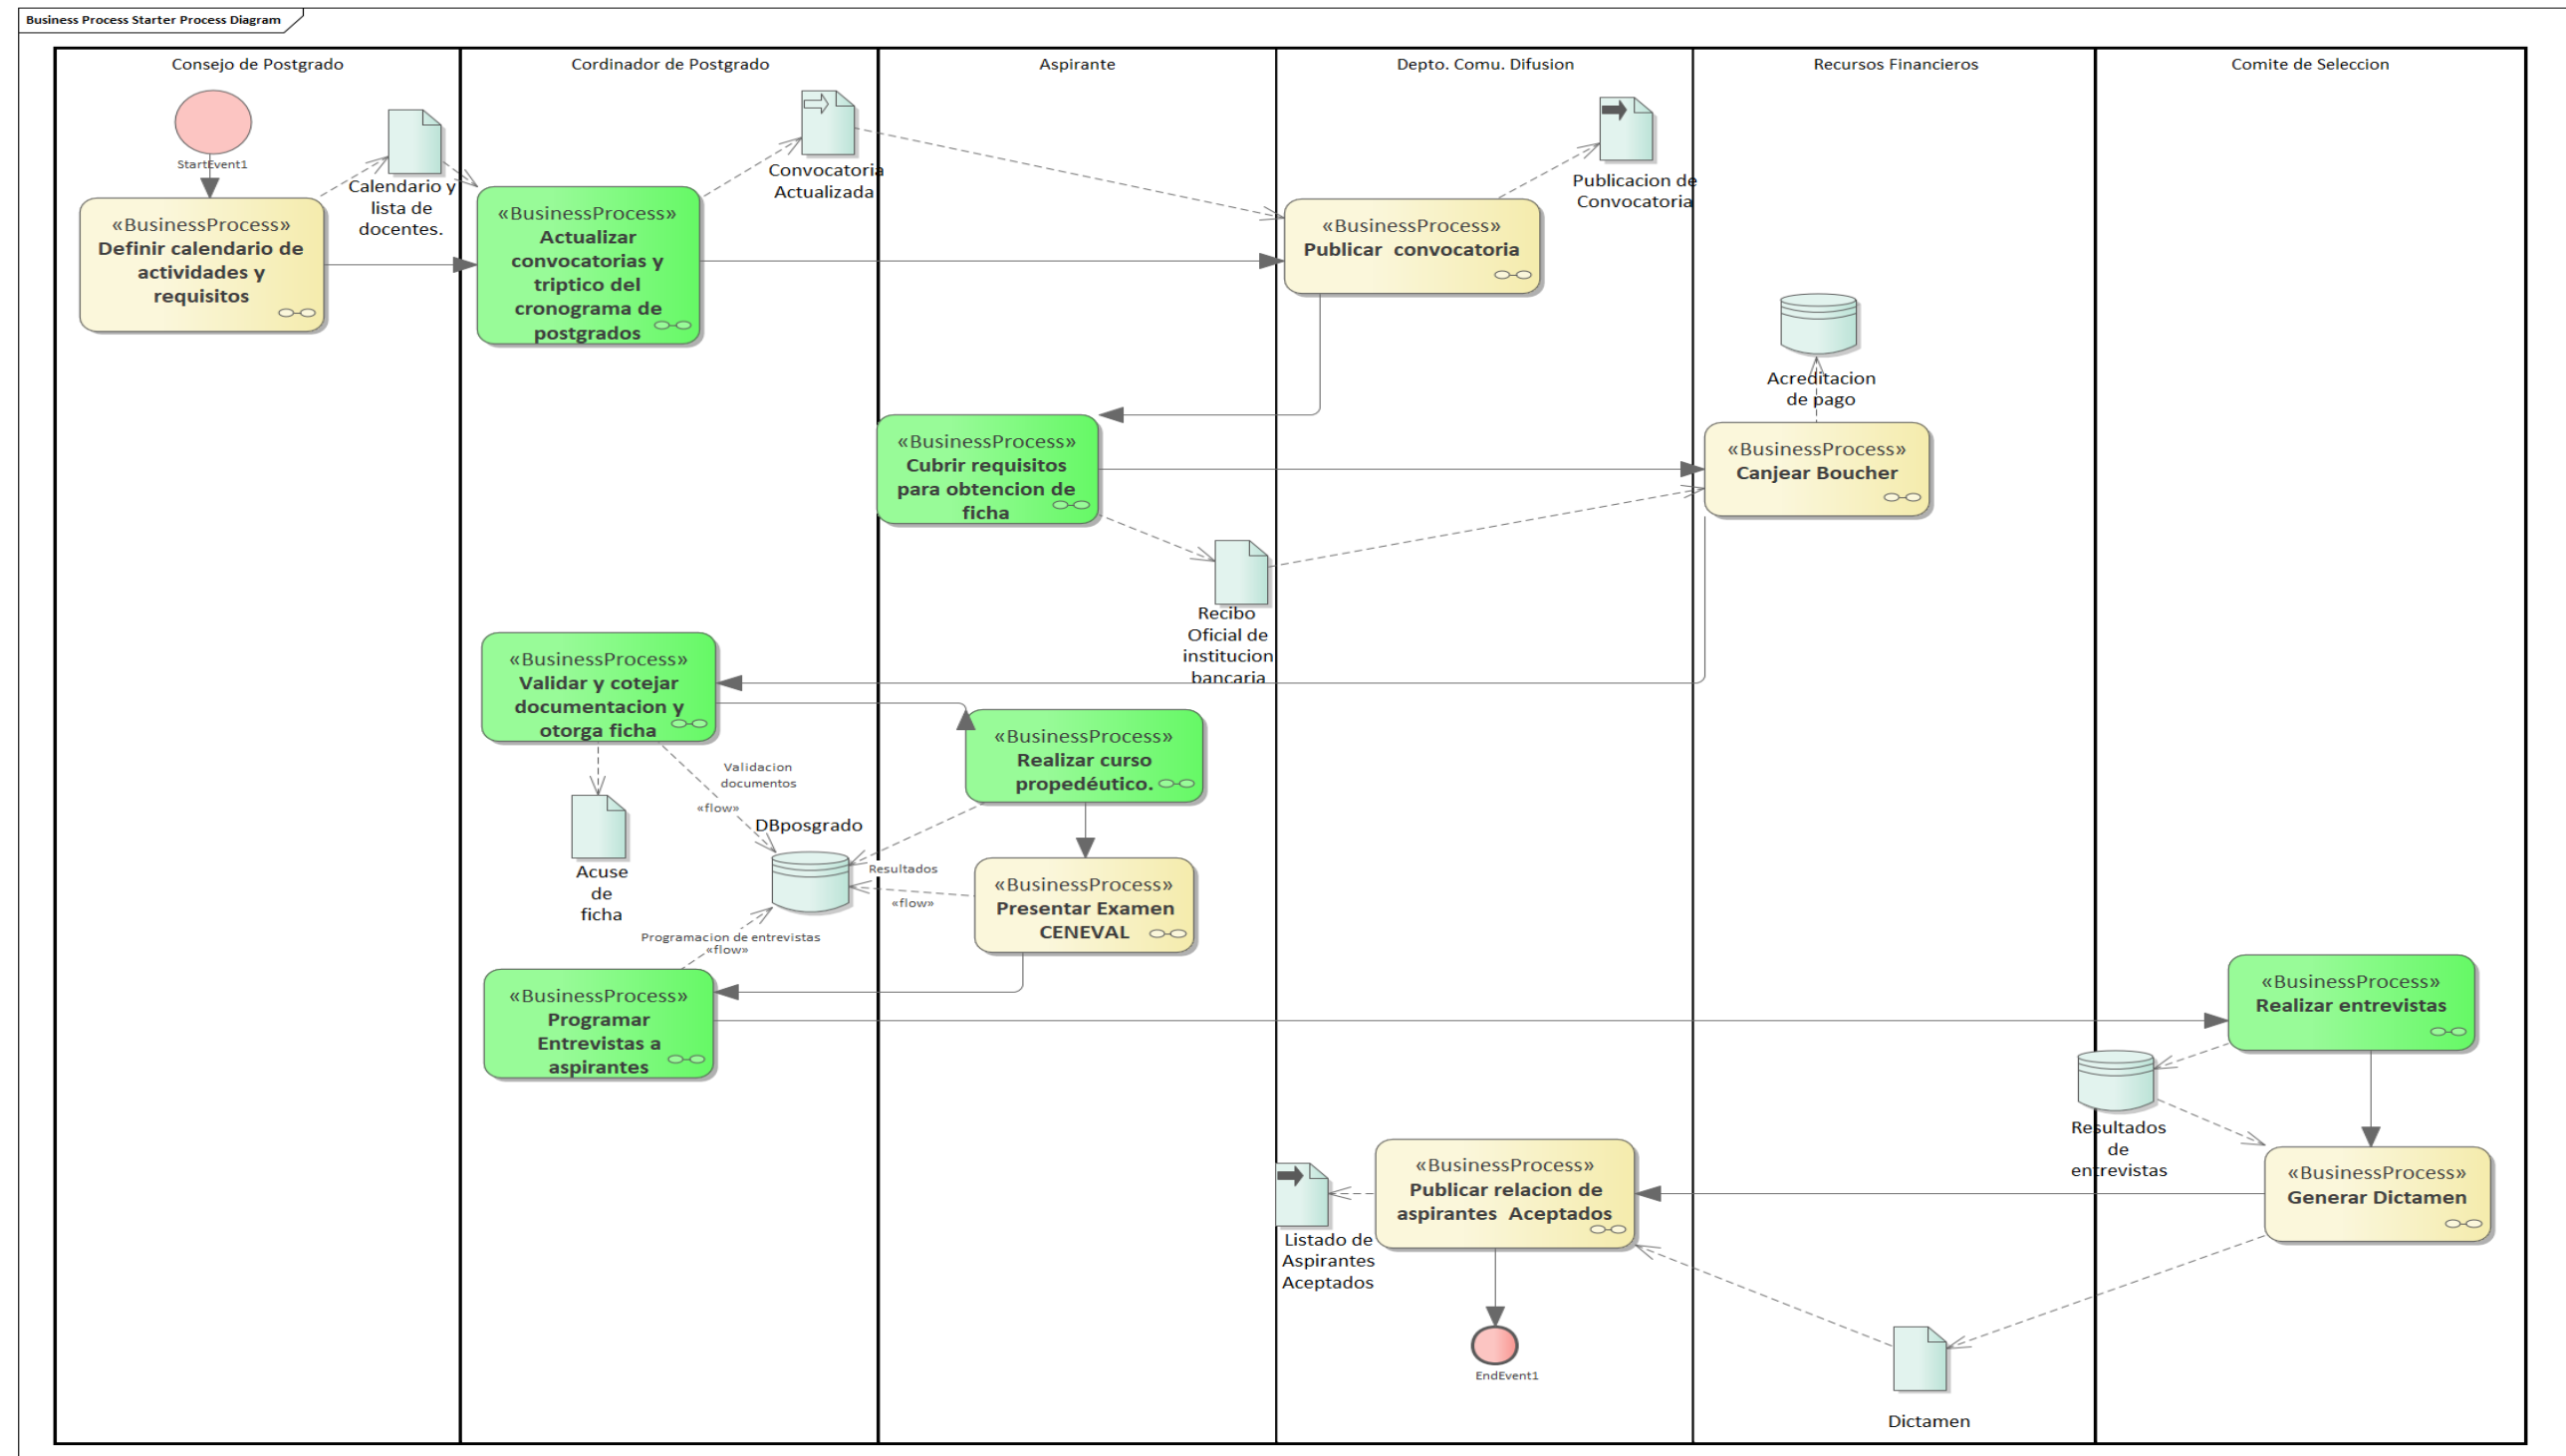 Business Process Starter Process Diagram
Consejo de Postgrado
Cordinador de Postgrado
Aspirante
Depto. Comu. Difusion
Recursos Financieros
Comite de Seleccion
StartEvent1
Calendario y
lista de
docentes.
Convocatoria
Actualizada
Publicacion de
Convocatoria
«BusinessProcess»
Definir calendario de
actividades y
requisitos
«BusinessProcess»
Actualizar
convocatorias y
triptico del
cronograma de
postgrados
«BusinessProcess»
Publicar convocatoria
Acreditacion
de pago
«BusinessProcess»
Cubrir requisitos
para obtencion de
ficha
«BusinessProcess»
Canjear Boucher
Recibo
Oficial de
institucion
bancaria
«BusinessProcess»
Validar y cotejar
documentacion y
otorga ficha
«BusinessProcess»
Realizar curso
propedéutico.
Validacion
documentos
«flow»
DBposgrado
Acuse
de
ficha
Resultados
«flow»
«BusinessProcess»
Presentar Examen
CENEVAL
Programacion de entrevistas
«flow»
«BusinessProcess»
Programar
Entrevistas a
aspirantes
«BusinessProcess»
Realizar entrevistas
Resultados
de
entrevistas
«BusinessProcess»
Publicar relacion de
aspirantes Aceptados
«BusinessProcess»
Generar Dictamen
Listado de
Aspirantes
Aceptados
EndEvent1
Dictamen